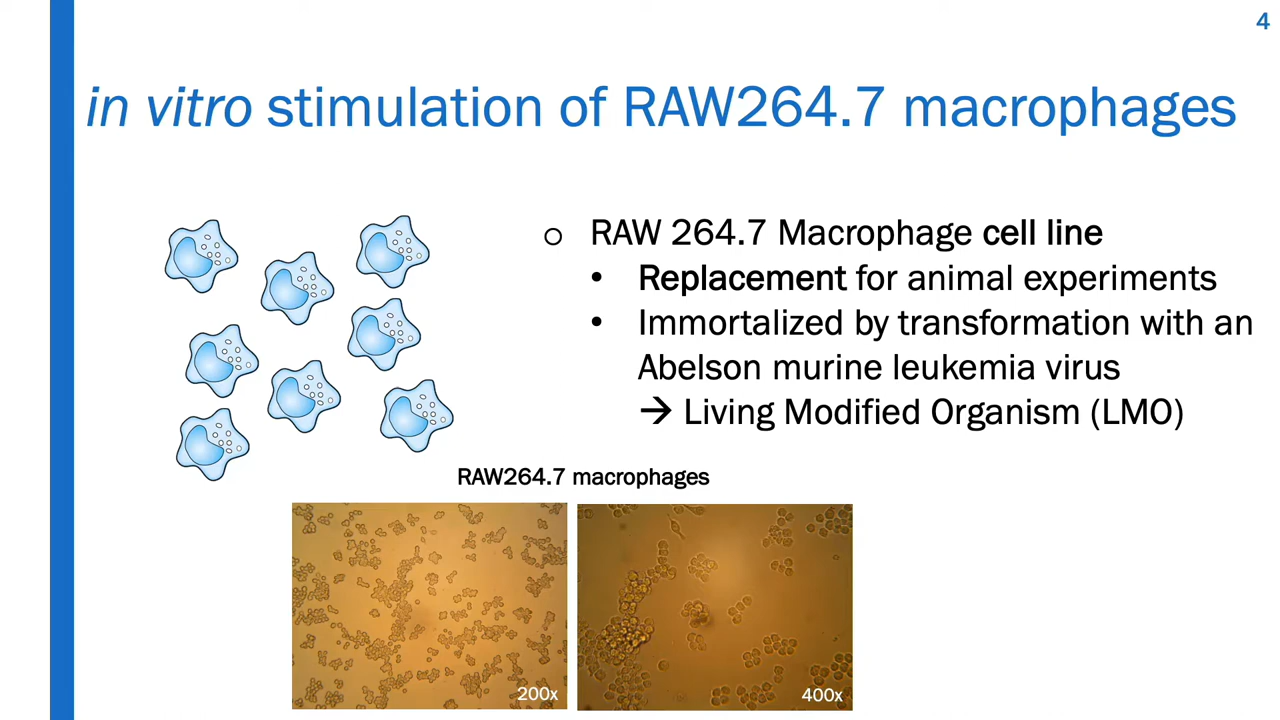 4
in vitro stimulation of RAW264.7 macrophages
○ RAW 264.7 Macrophage cell line
• Replacement for animal experiments
• Immortalized by transformation with an
Abelson murine leukemia virus
→ Living Modified Organism (LMO)
RAW264.7 macrophages
200x
400x